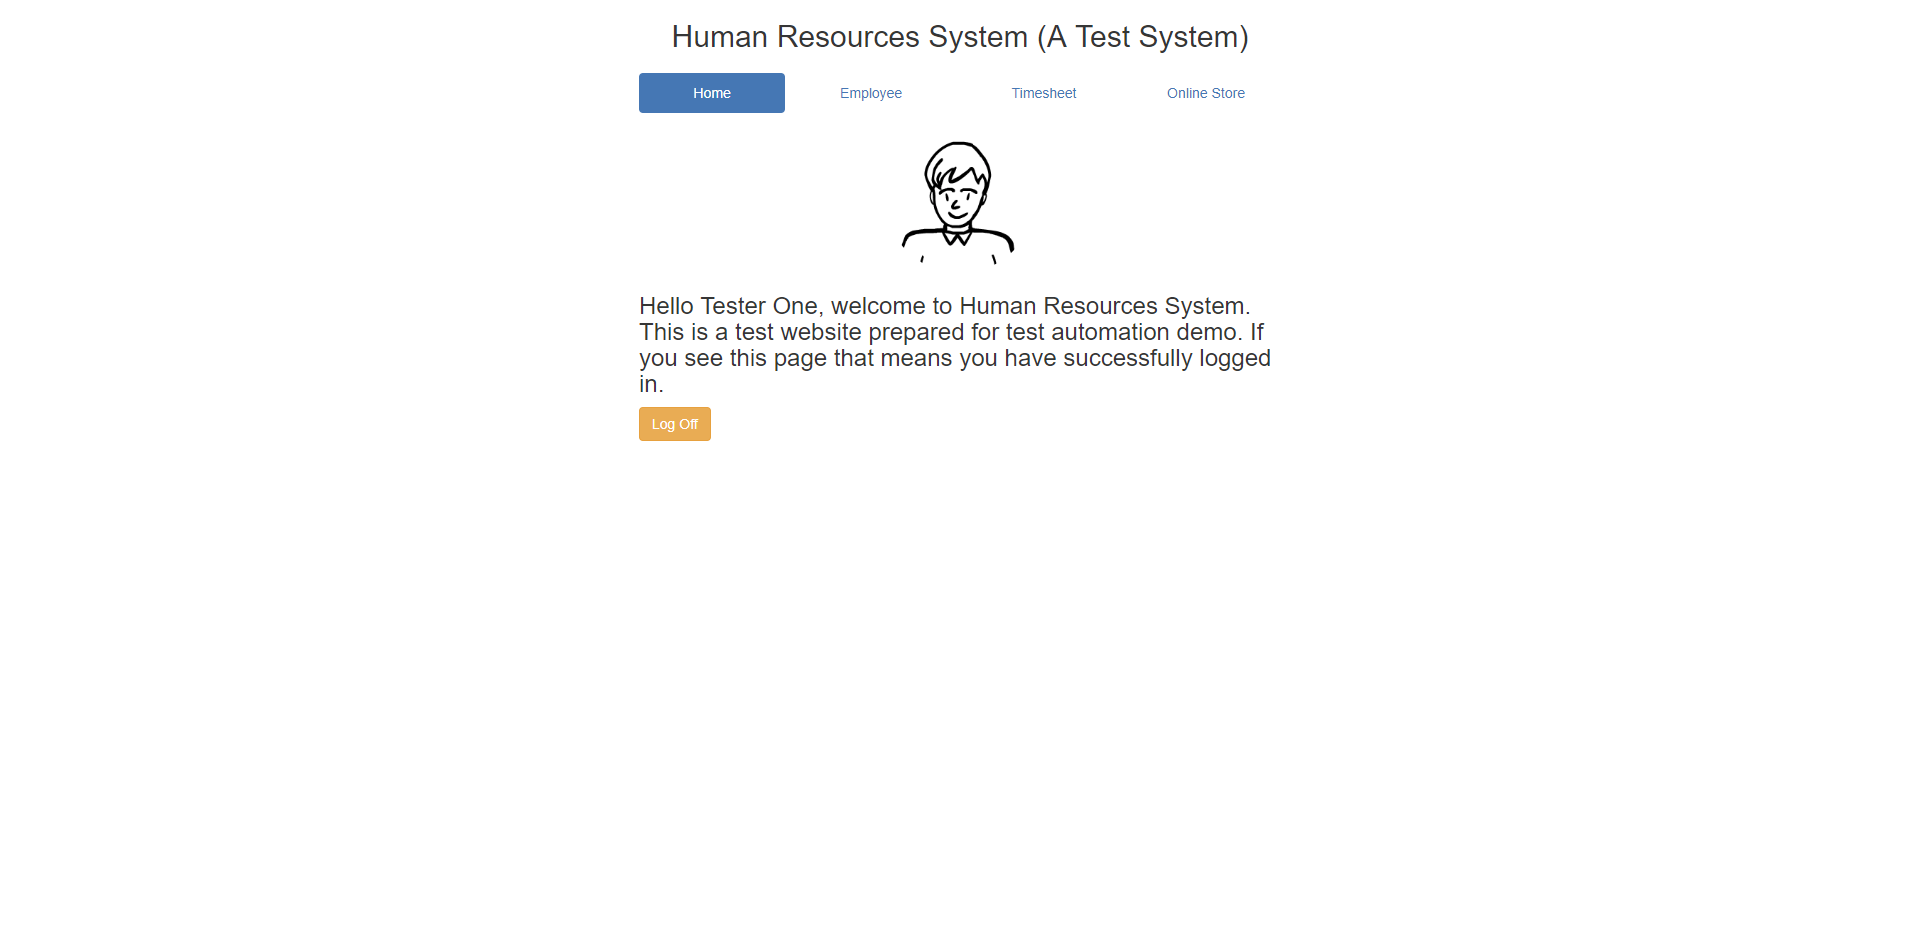 Human Resources System (A Test System)
Home
Employee
Timesheet
Online Store
Hello Tester One, welcome to Human Resources System.
This is a test website prepared for test automation demo. If
you see this page that means you have successfully logged
in.
Log Off